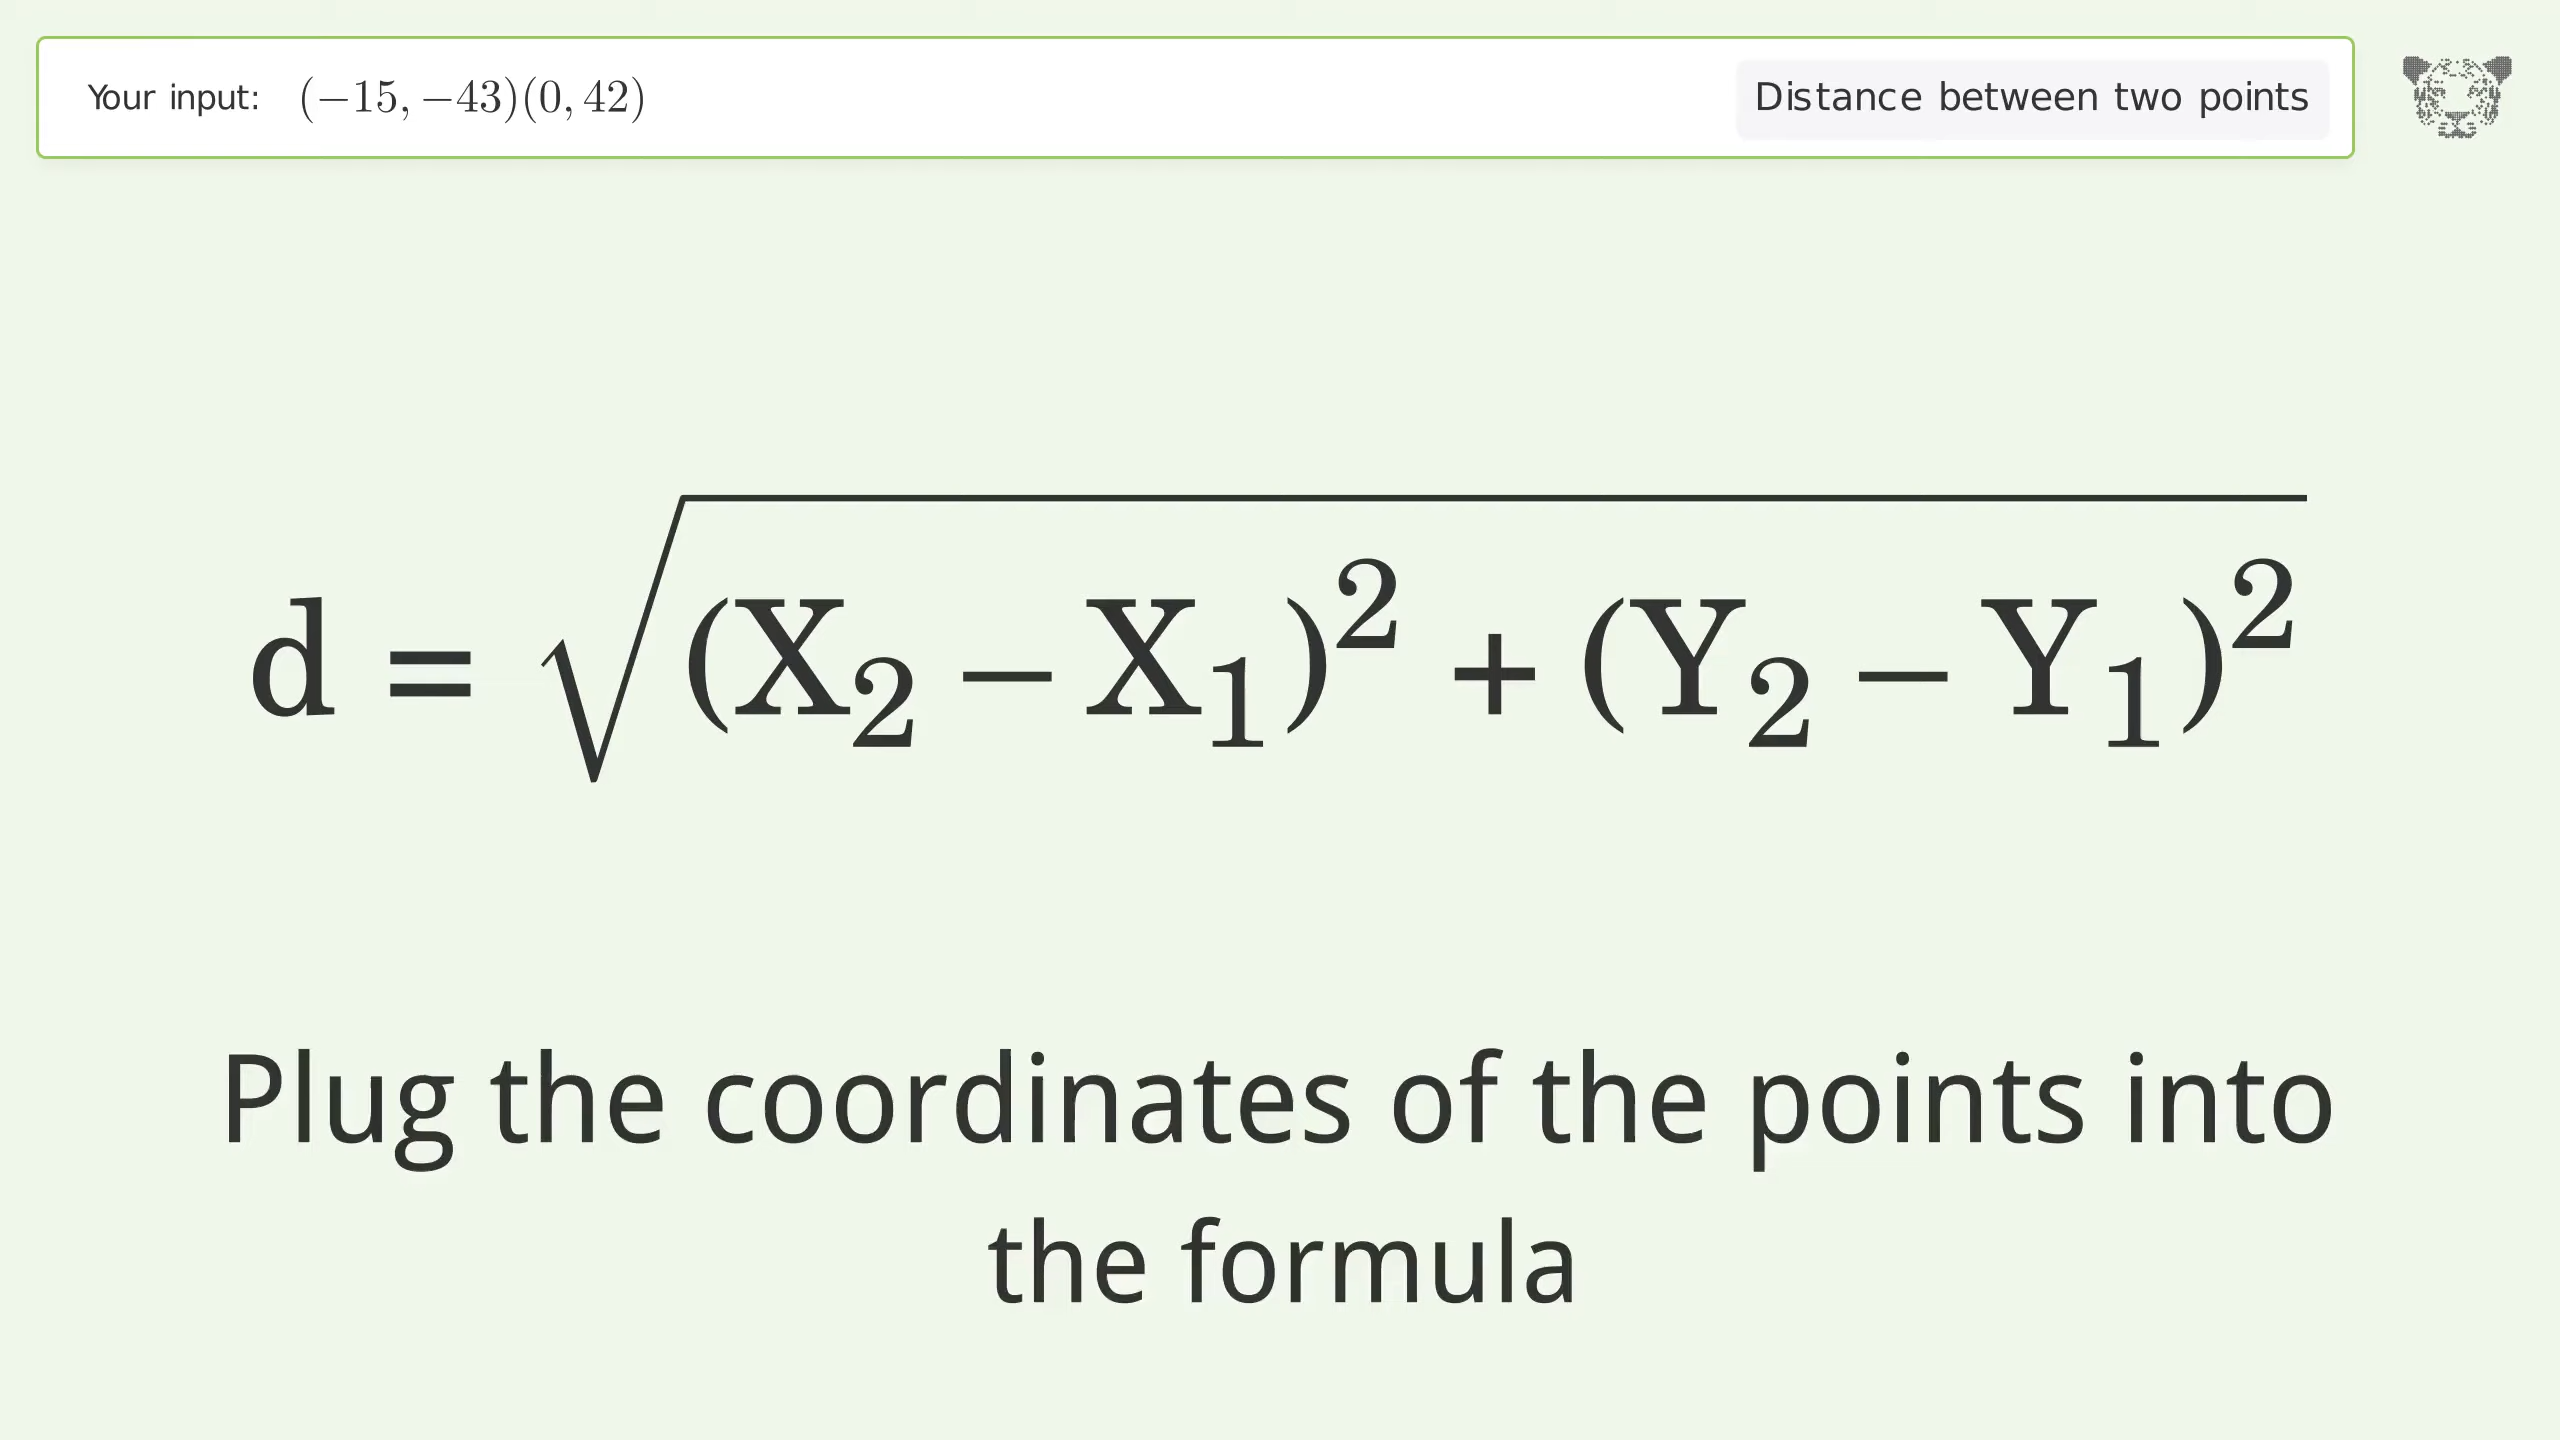 Your input: (−15, −43)(0, 42)
Distance between two points
d = √(X₂ − X₁)² + (Y₂ − Y₁)²
Plug the coordinates of the points into
the formula